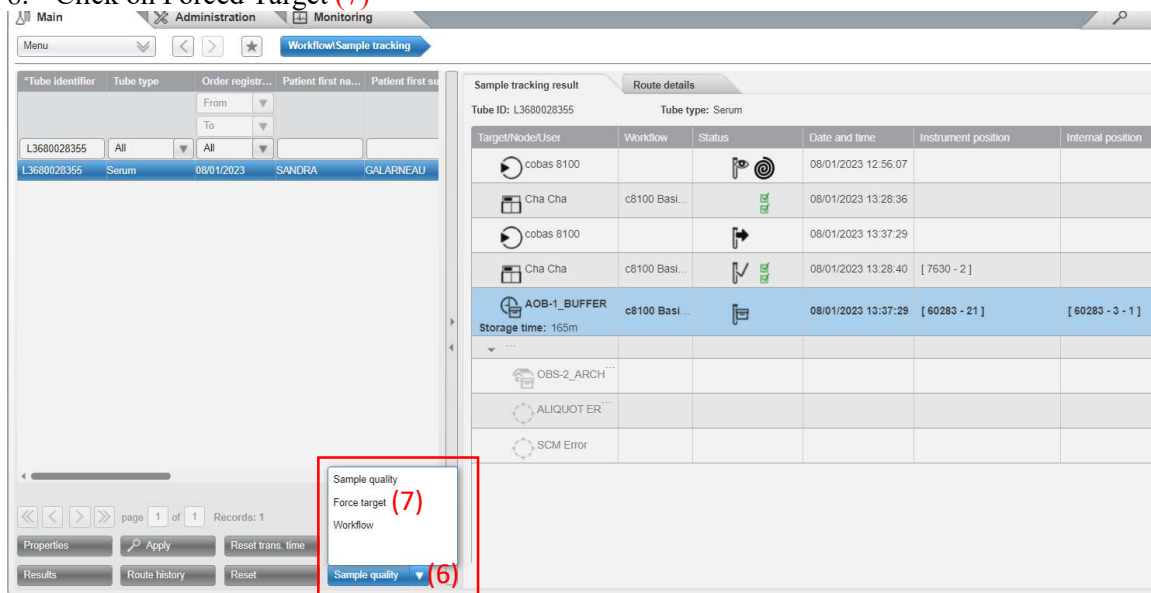 8. Click on Forced Target (7)
Main Administration Monitoring
Menu Workflow\Sample tracking
*Tube identifier Tube type Order registr... Patient first na... Patient first su
From
To
L3680028355 All All
L3680028355 Serum 08/01/2023 SANDRA GALARNEAU
Sample tracking result Route details
Tube ID: L3680028355 Tube type: Serum
Target/Node/User Workflow Status Date and time Instrument position Internal position
cobas 8100 08/01/2023 12:56:07
Cha Cha c8100 Basi... 08/01/2023 13:28:36
cobas 8100 08/01/2023 13:37:29
Cha Cha c8100 Basi... 08/01/2023 13:28:40 [ 7630 - 2 ]
AOB-1_BUFFER c8100 Basi... 08/01/2023 13:37:29 [ 60283 - 21 ] [ 60283 - 3 - 1 ]
Storage time: 165m
...
OBS-2_ARCH...
ALIQUOT ER...
SCM Error
Sample quality
Force target (7)
Workflow
page 1 of 1 Records: 1
Properties Apply Reset trans. time
Results Route history Reset Sample quality (6)